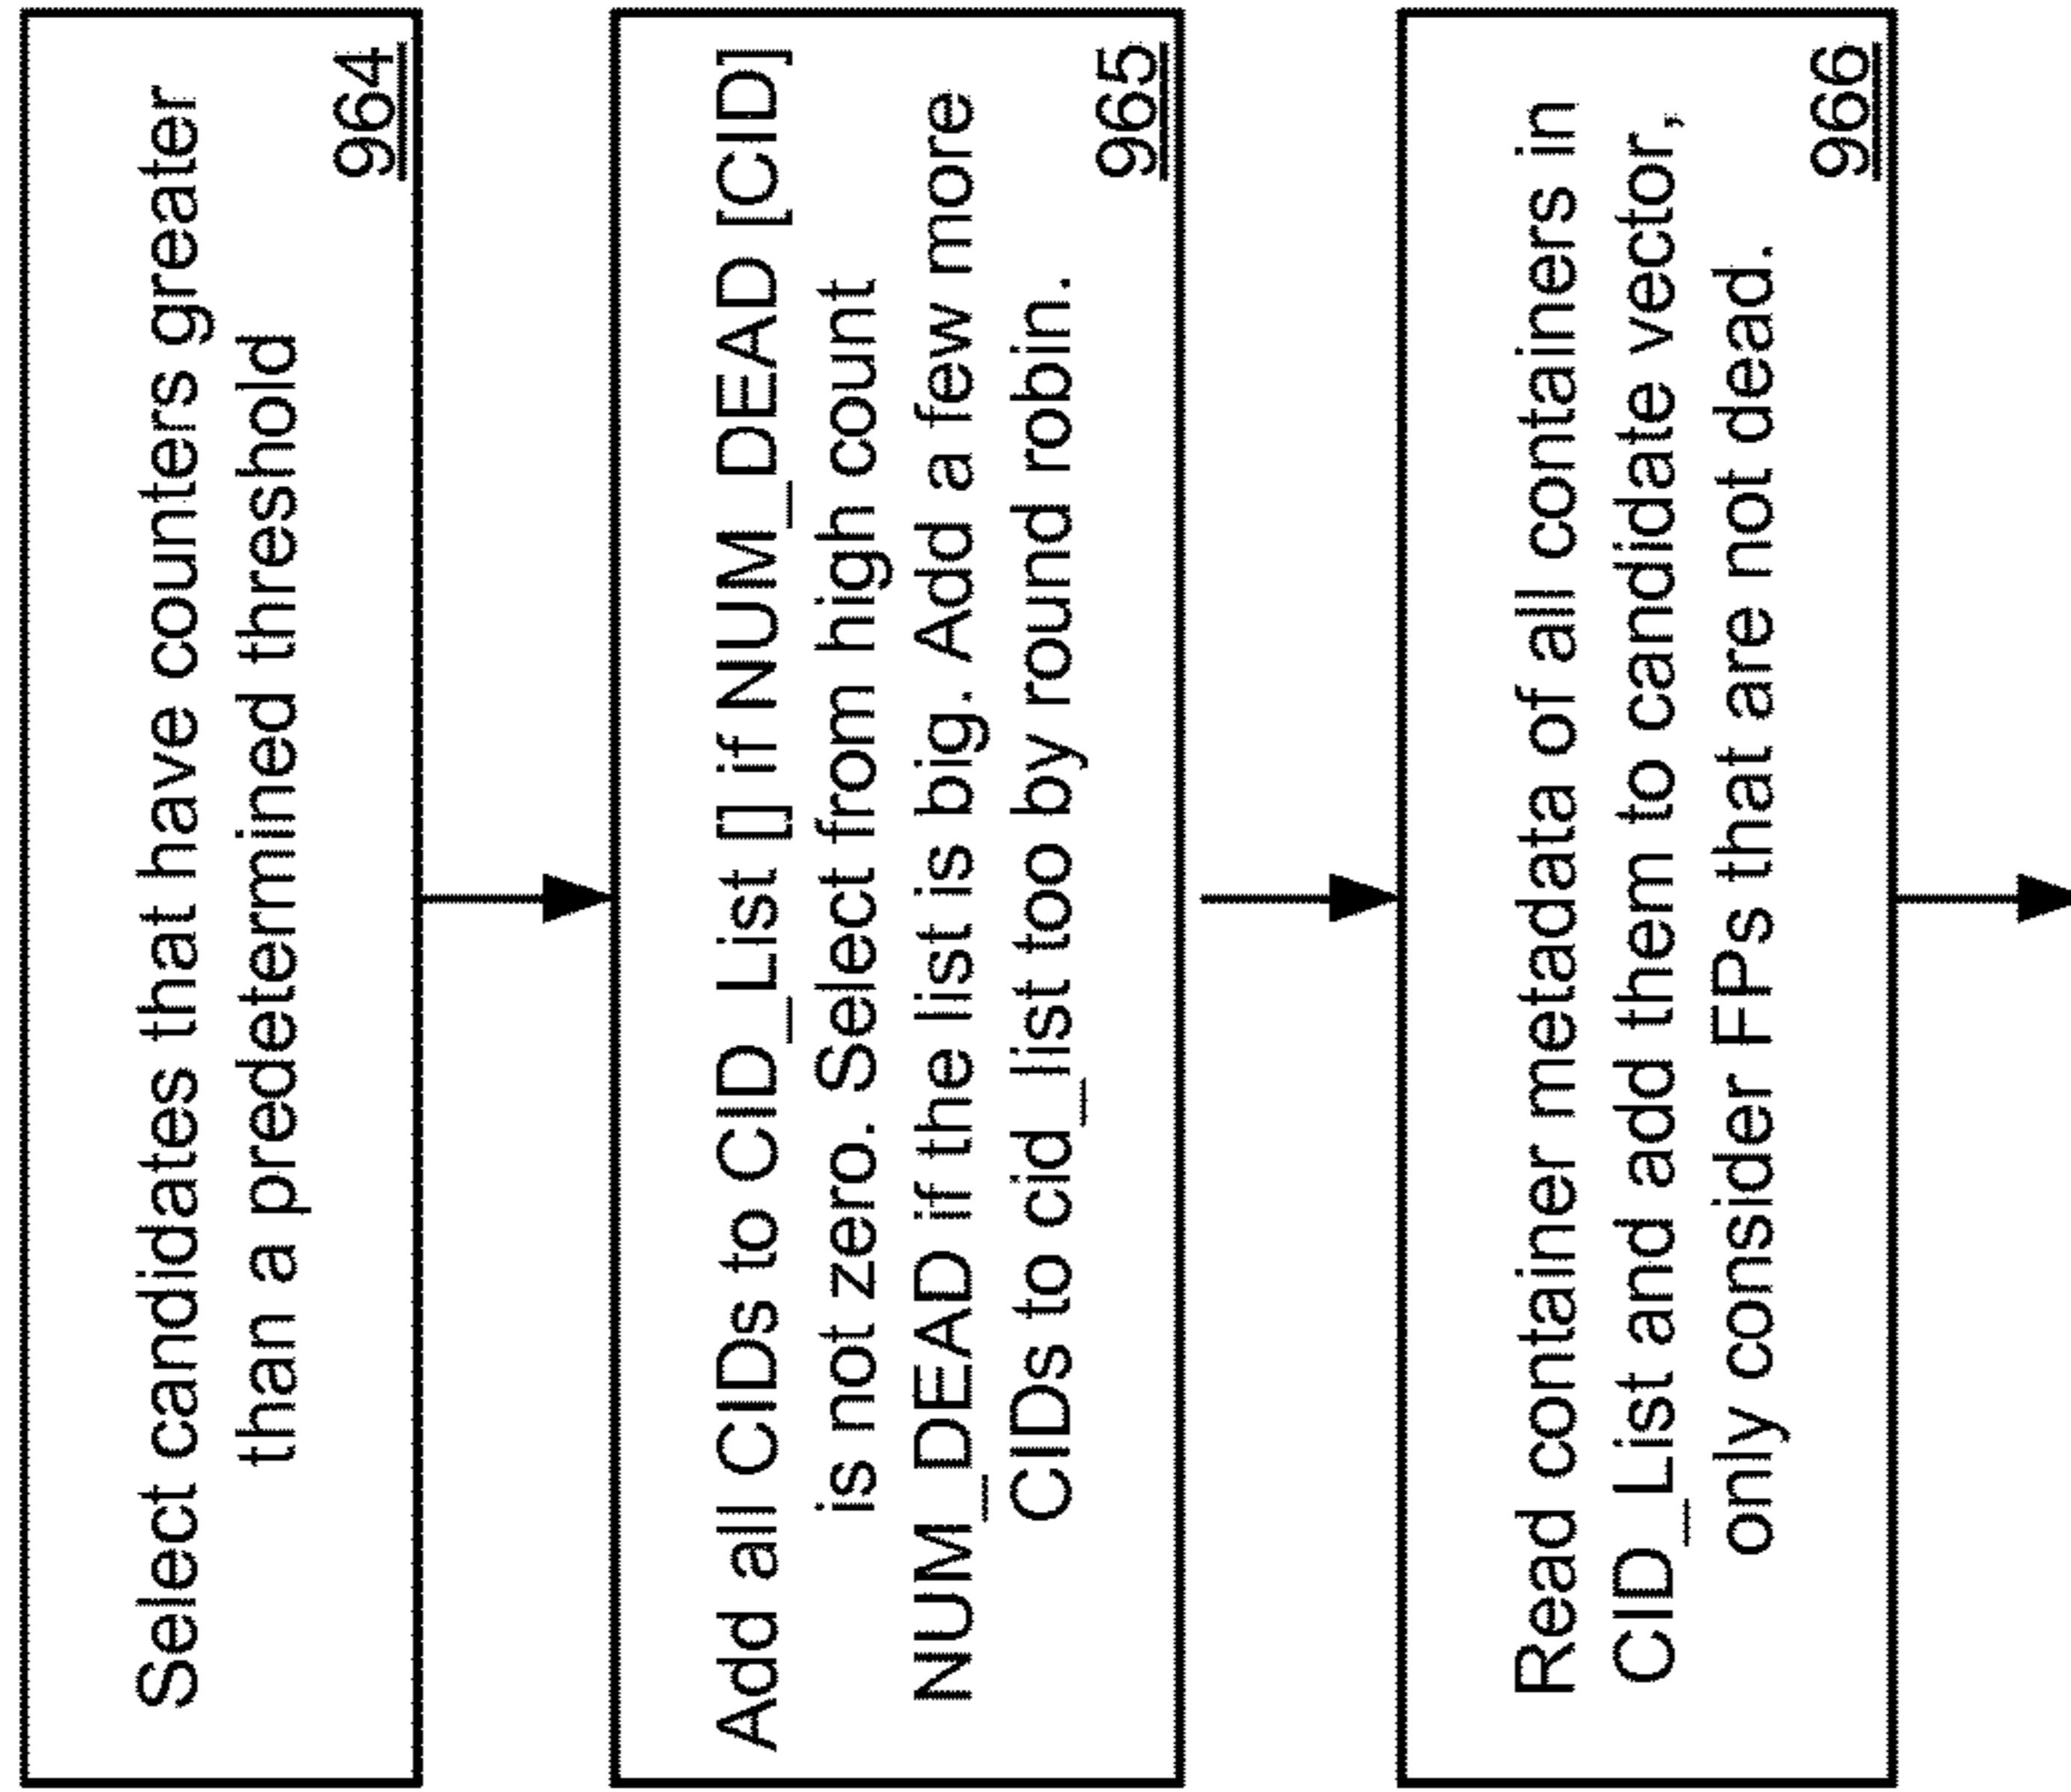 Select candidates that have counters greater
than a predetermined threshold
964
Add all CIDs to CID_List [] if NUM_DEAD [CID]
is not zero. Select from high count
NUM_DEAD if the list is big. Add a few more
CIDs to cid_list too by round robin.
965
Read container metadata of all containers in
CID_List and add them to candidate vector,
only consider FPs that are not dead.
966